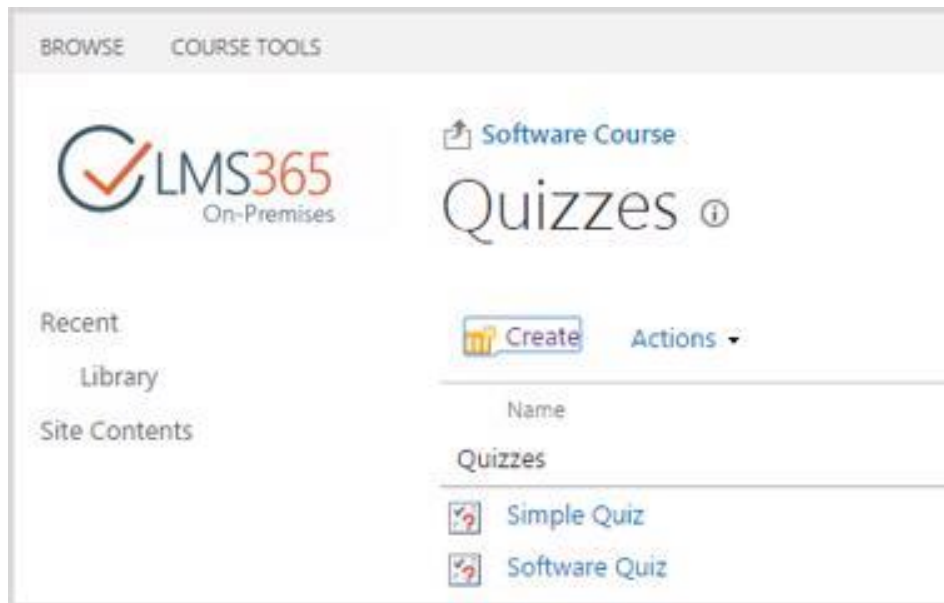 BROWSE COURSE TOOLS
LMS365
On-Premises
Software Course
Quizzes
Recent
Library
Site Contents
Create Actions
Name
Quizzes
Simple Quiz
Software Quiz